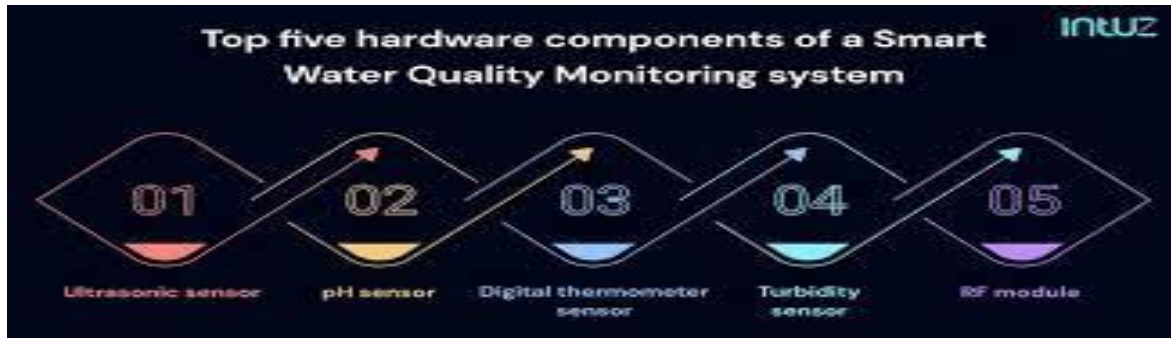 INTUZ
Top five hardware components of a Smart
Water Quality Monitoring system
01
02
03
04
05
Ultrasonic sensor
pH sensor
Digital thermometer
sensor
Turbidity
sensor
RF module